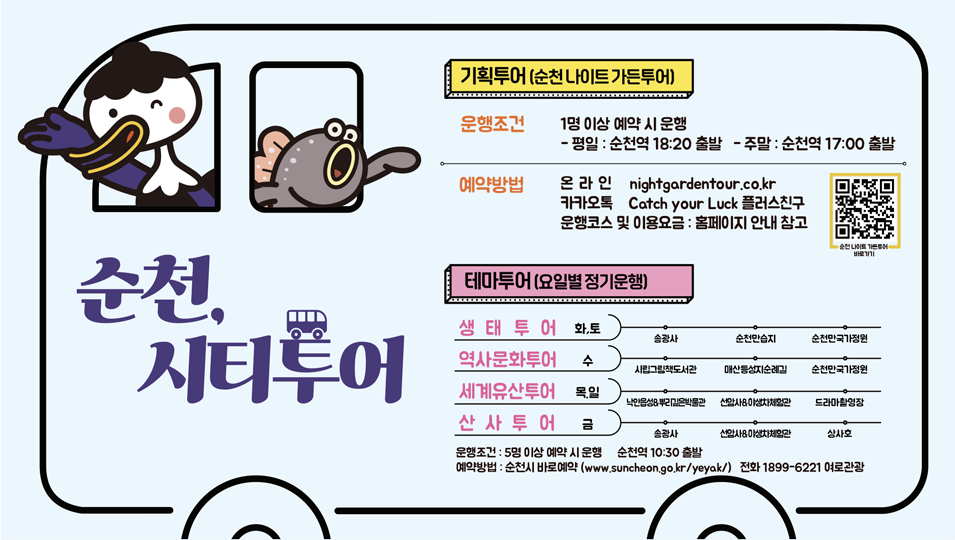 순천,
시티투어
기획투어 (순천 나이트 가든투어)
운행조건 1명 이상 예약 시 운행
- 평일 : 순천역 18:20 출발 - 주말 : 순천역 17:00 출발
예약방법 온 라 인 nightgardentour.co.kr
카카오톡 Catch your Luck 플러스친구
운행코스 및 이용요금 : 홈페이지 안내 참고
순천 나이트 가든투어
바로가기
테마투어 (요일별 정기운행)
생 태 투 어 화,토 송광사 순천만습지 순천만국가정원
역사문화투어 수 시립그림책도서관 매산등성지순례길 순천만국가정원
세계유산투어 목,일 낙안읍성&뿌리깊은박물관 선암사&야생차체험관 드라마촬영장
산 사 투 어 금 송광사 선암사&야생차체험관 상사호
운행조건 : 5명 이상 예약 시 운행 순천역 10:30 출발
예약방법 : 순천시 바로예약 (www.suncheon.go.kr/yeyak/) 전화 1899-6221 여로관광